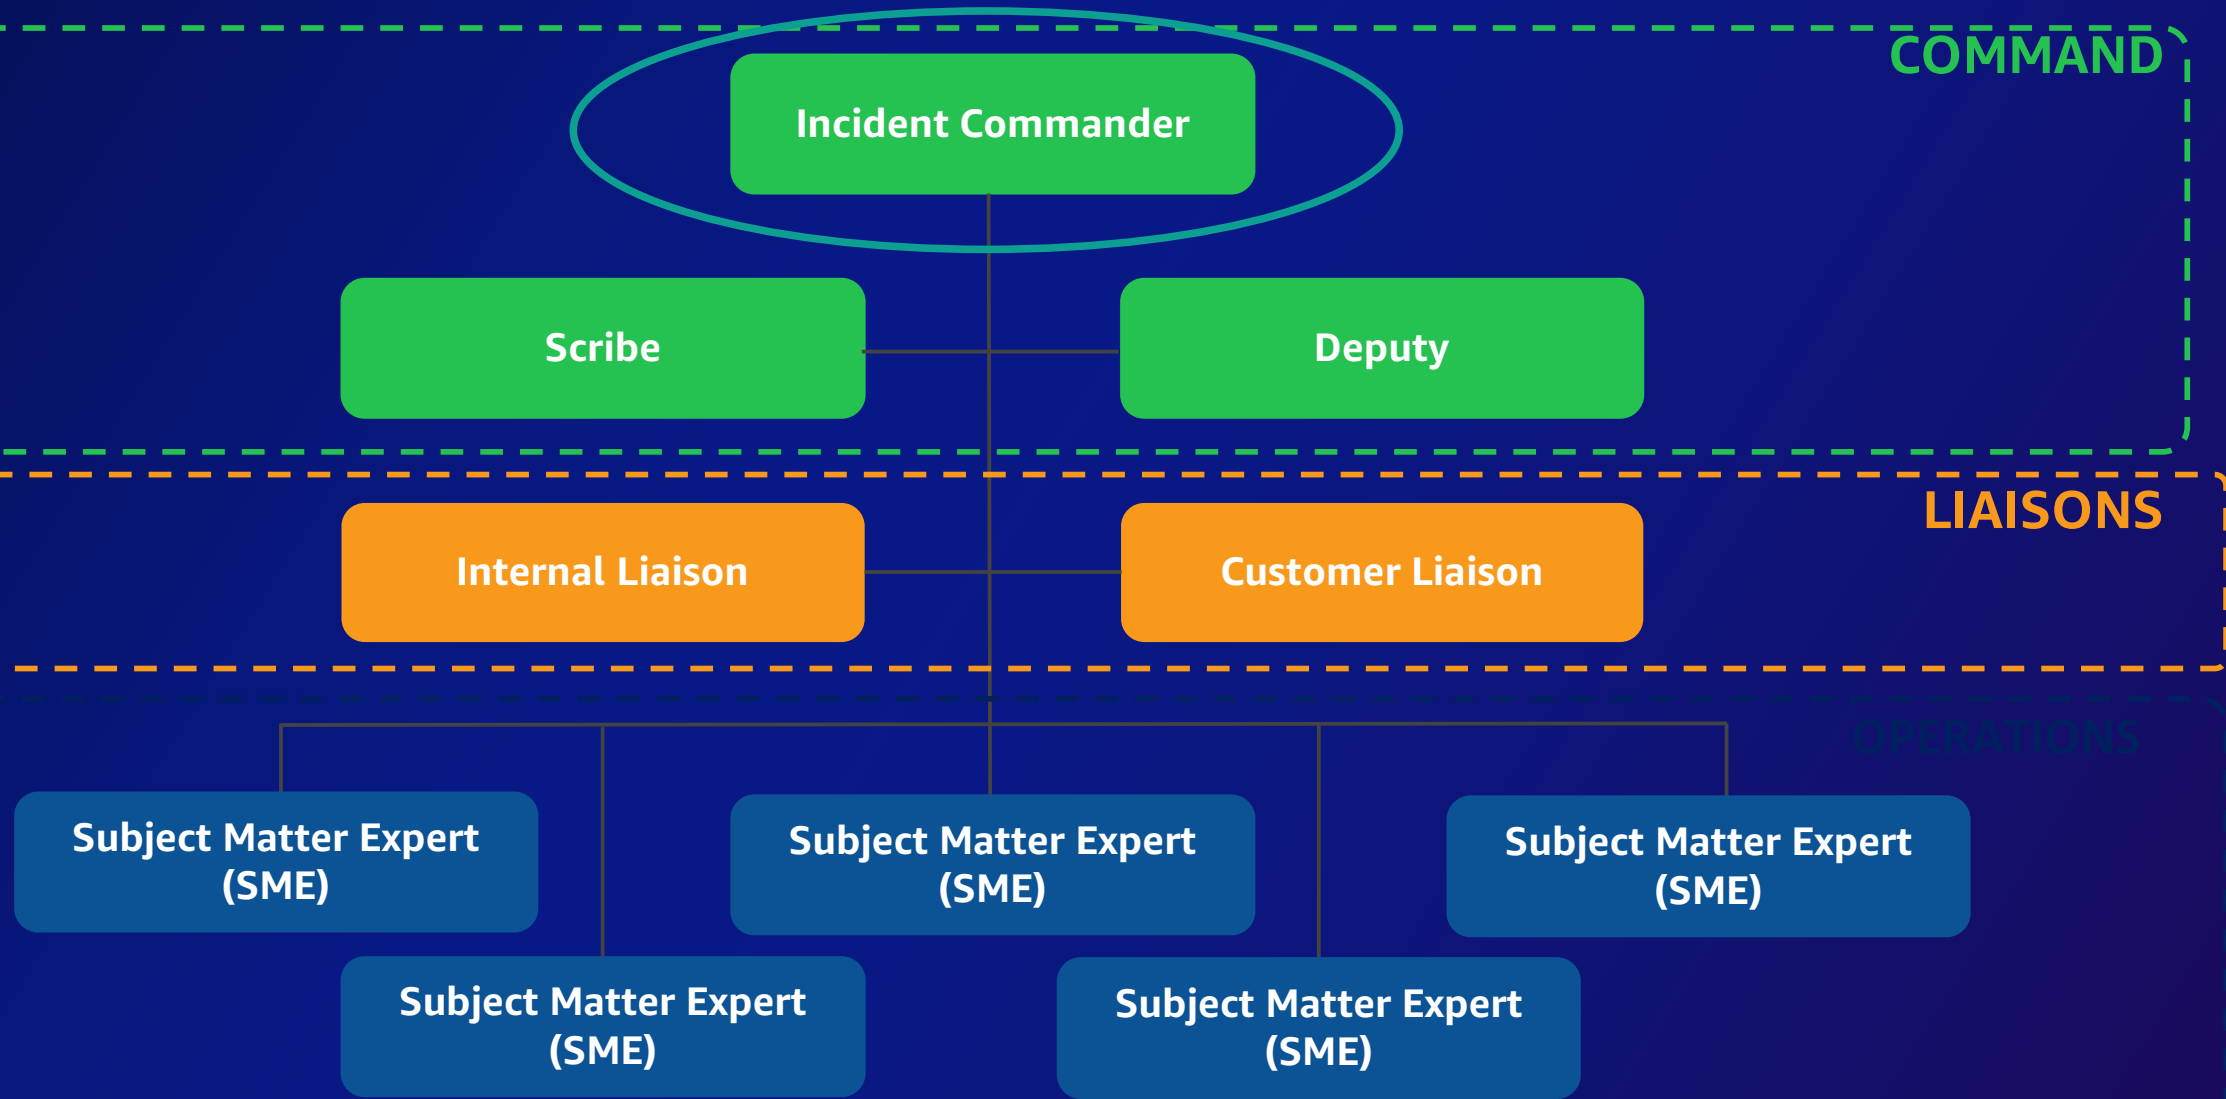 COMMAND
Incident Commander
Scribe
Deputy
LIAISONS
Internal Liaison
Customer Liaison
OPERATIONS
Subject Matter Expert
(SME)
Subject Matter Expert
(SME)
Subject Matter Expert
(SME)
Subject Matter Expert
(SME)
Subject Matter Expert
(SME)